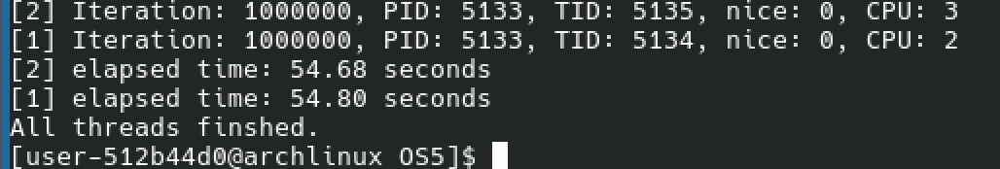 [2] Iteration: 1000000, PID: 5133, TID: 5135, nice: 0, CPU: 3
[1] Iteration: 1000000, PID: 5133, TID: 5134, nice: 0, CPU: 2
[2] elapsed time: 54.68 seconds
[1] elapsed time: 54.80 seconds
All threads finshed.
[user-512b44d0@archlinux OS5]$